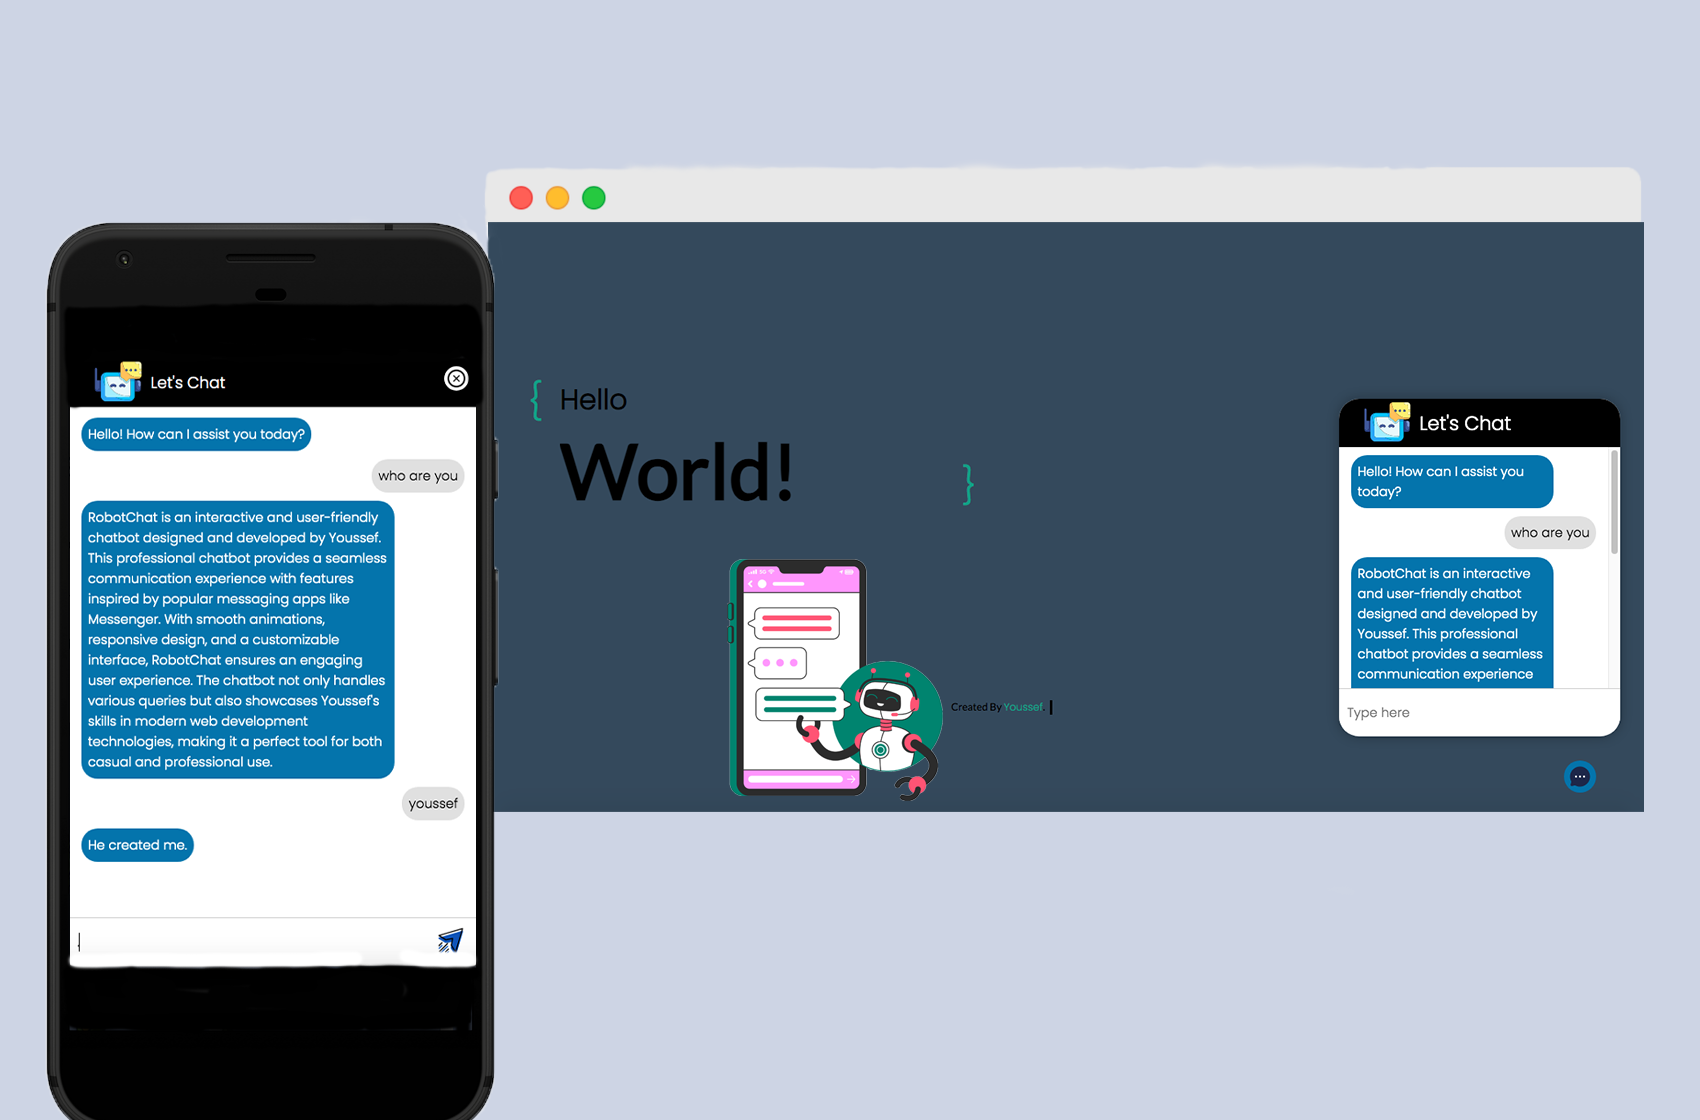 Let's Chat
Hello! How can I assist you today?
who are you
RobotChat is an interactive and user-friendly
chatbot designed and developed by Youssef.
This professional chatbot provides a seamless
communication experience with features
inspired by popular messaging apps like
Messenger. With smooth animations,
responsive design, and a customizable
interface, RobotChat ensures an engaging
user experience. The chatbot not only handles
various queries but also showcases Youssef's
skills in modern web development
technologies, making it a perfect tool for both
casual and professional use.
youssef
He created me.
{ Hello
World! }
5G
Created By Youssef.
Let's Chat
Hello! How can I assist you
today?
who are you
RobotChat is an interactive
and user-friendly chatbot
designed and developed by
Youssef. This professional
chatbot provides a seamless
communication experience
Type here